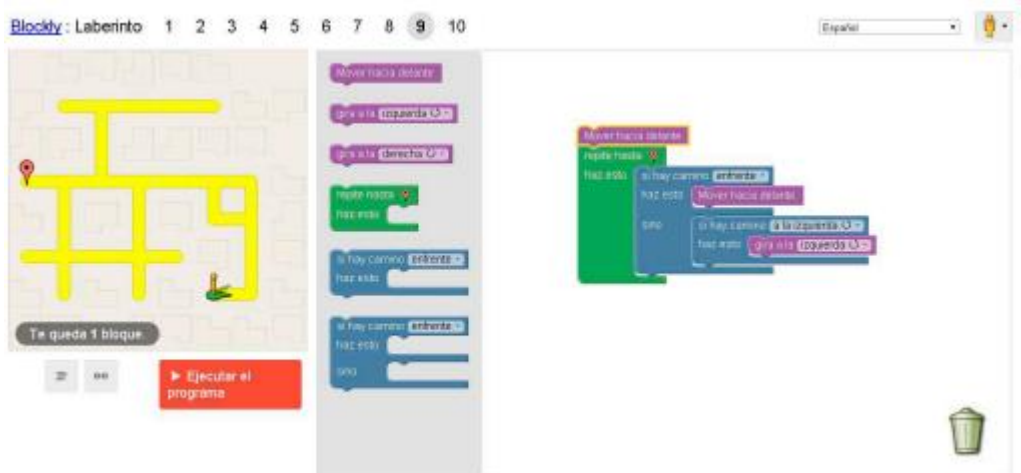 Blockly : Laberinto 1 2 3 4 5 6 7 8 9 10
Español
Mover hacia delante
gira a la izquierda ↺
gira a la derecha ↻
repite hasta
haz esto
si hay camino enfrente
haz esto
si hay camino enfrente
haz esto
sino
Mover hacia delante
repite hasta
haz esto
si hay camino enfrente
haz esto
Mover hacia delante
sino
si hay camino a la izquierda ↺
haz esto
gira a la izquierda ↺
Te queda 1 bloque.
Ejecutar el
programa